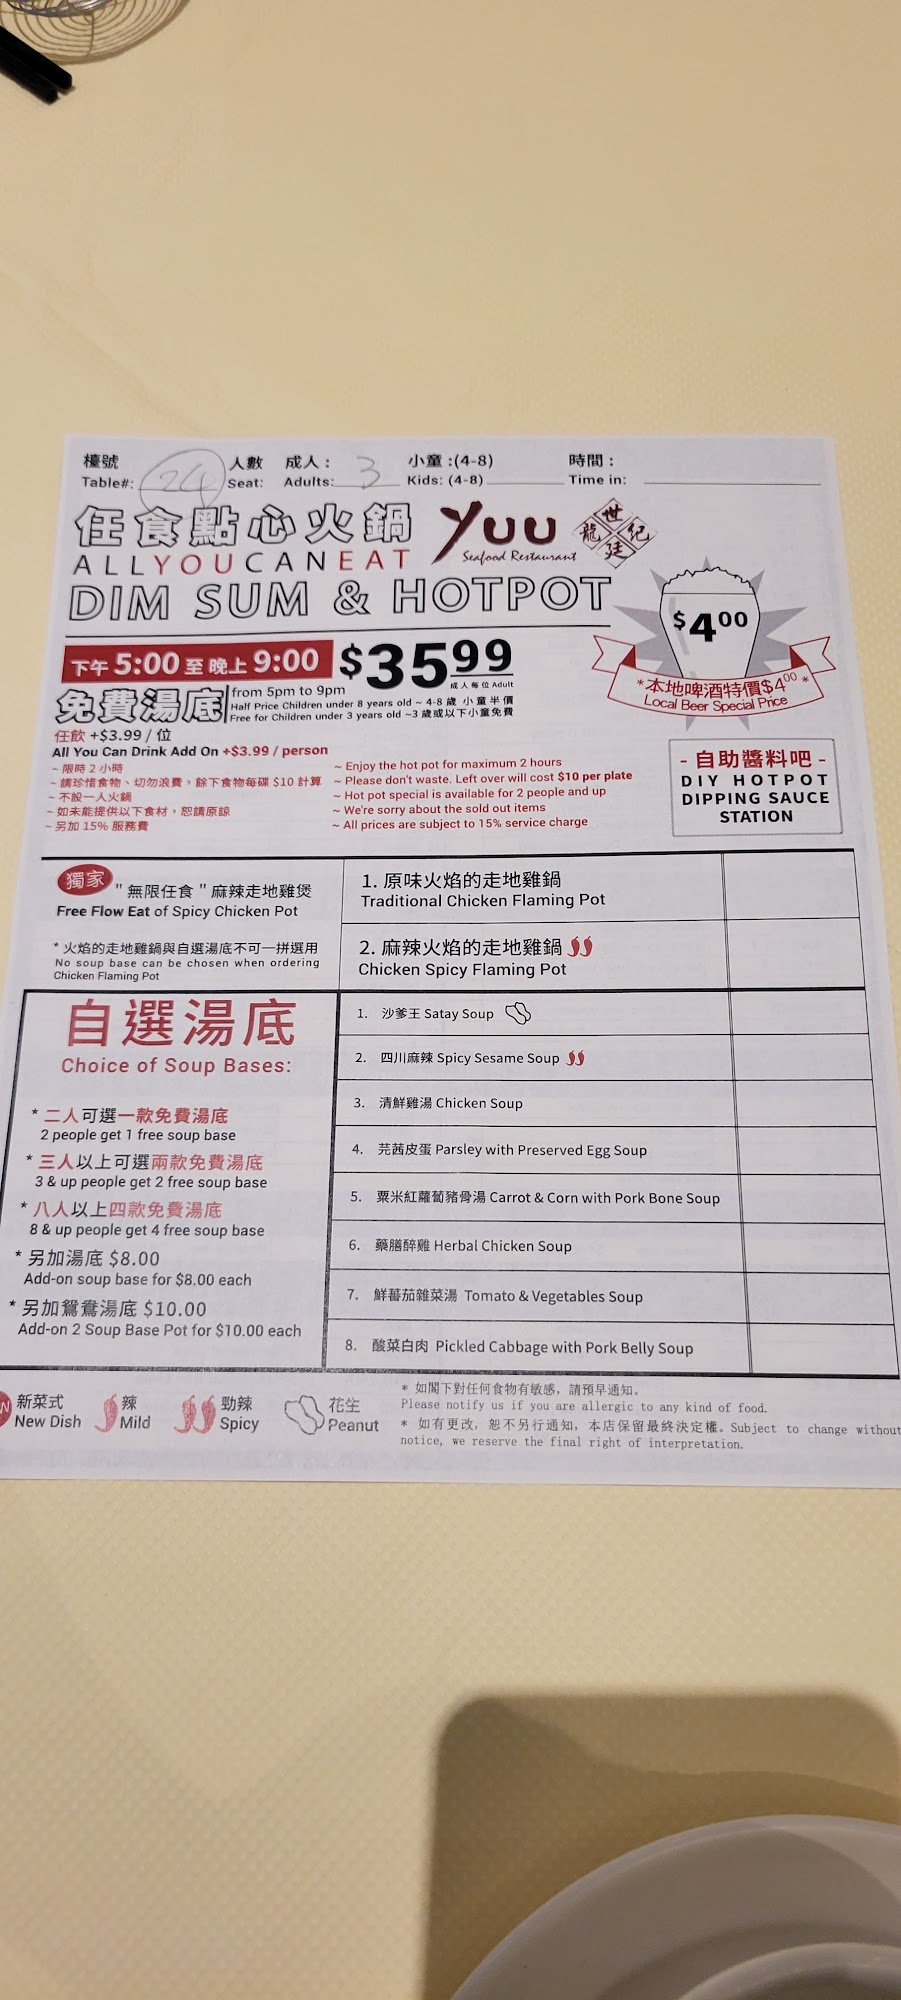 檯號 人數 成人： 小童 :(4-8) 時間：
Table#: 24 Seat: Adults: 3 Kids: (4-8) Time in:
任食點心火鍋
ALLYOUCANEAT
DIM SUM & HOTPOT
yuu
Seafood Restaurant
世紀龍廷
$4.00
*本地啤酒特價$4.00*
Local Beer Special Price
下午 5:00 至 晚上 9:00 $35.99
成人每位 Adult
免費湯底
from 5pm to 9pm
Half Price Children under 8 years old ~ 4-8 歲 小童半價
Free for Children under 3 years old ~3 歲或以下小童免費
任飲 +$3.99 / 位
All You Can Drink Add On +$3.99 / person
~ 限時 2 小時
~ 請珍惜食物、切勿浪費，餘下食物每碟 $10 計算
~ 不設一人火鍋
~ 如未能提供以下食材，恕請原諒
~ 另加 15% 服務費
~ Enjoy the hot pot for maximum 2 hours
~ Please don't waste. Left over will cost $10 per plate
~ Hot pot special is available for 2 people and up
~ We're sorry about the sold out items
~ All prices are subject to 15% service charge
- 自助醬料吧 -
DIY HOTPOT
DIPPING SAUCE
STATION
獨家 "無限任食" 麻辣走地雞煲
Free Flow Eat of Spicy Chicken Pot
* 火焰的走地雞鍋與自選湯底不可一拼選用
No soup base can be chosen when ordering
Chicken Flaming Pot
1. 原味火焰的走地雞鍋
Traditional Chicken Flaming Pot
2. 麻辣火焰的走地雞鍋
Chicken Spicy Flaming Pot
自選湯底
Choice of Soup Bases:
* 二人可選一款免費湯底
2 people get 1 free soup base
* 三人以上可選兩款免費湯底
3 & up people get 2 free soup base
* 八人以上四款免費湯底
8 & up people get 4 free soup base
* 另加湯底 $8.00
Add-on soup base for $8.00 each
* 另加鴛鴦湯底 $10.00
Add-on 2 Soup Base Pot for $10.00 each
1. 沙爹王 Satay Soup
2. 四川麻辣 Spicy Sesame Soup
3. 清鮮雞湯 Chicken Soup
4. 芫茜皮蛋 Parsley with Preserved Egg Soup
5. 粟米紅蘿蔔豬骨湯 Carrot & Corn with Pork Bone Soup
6. 藥膳醉雞 Herbal Chicken Soup
7. 鮮蕃茄雜菜湯 Tomato & Vegetables Soup
8. 酸菜白肉 Pickled Cabbage with Pork Belly Soup
N 新菜式
New Dish
辣
Mild
勁辣
Spicy
花生
Peanut
* 如閣下對任何食物有敏感，請預早通知。
Please notify us if you are allergic to any kind of food.
* 如有更改，恕不另行通知，本店保留最終決定權。Subject to change without
notice, we reserve the final right of interpretation.